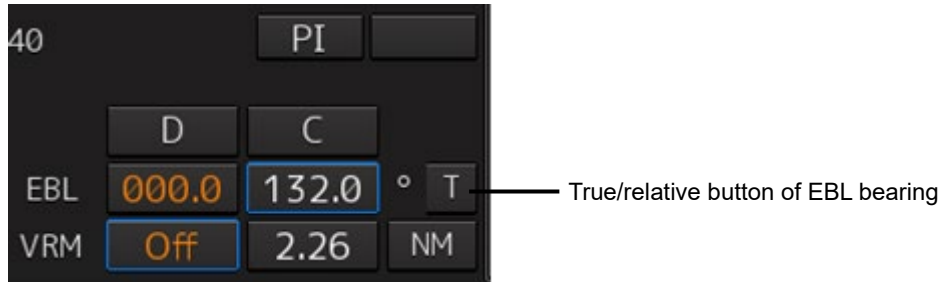 40 PI
D C
EBL 000.0 132.0 ° T True/relative button of EBL bearing
VRM Off 2.26 NM